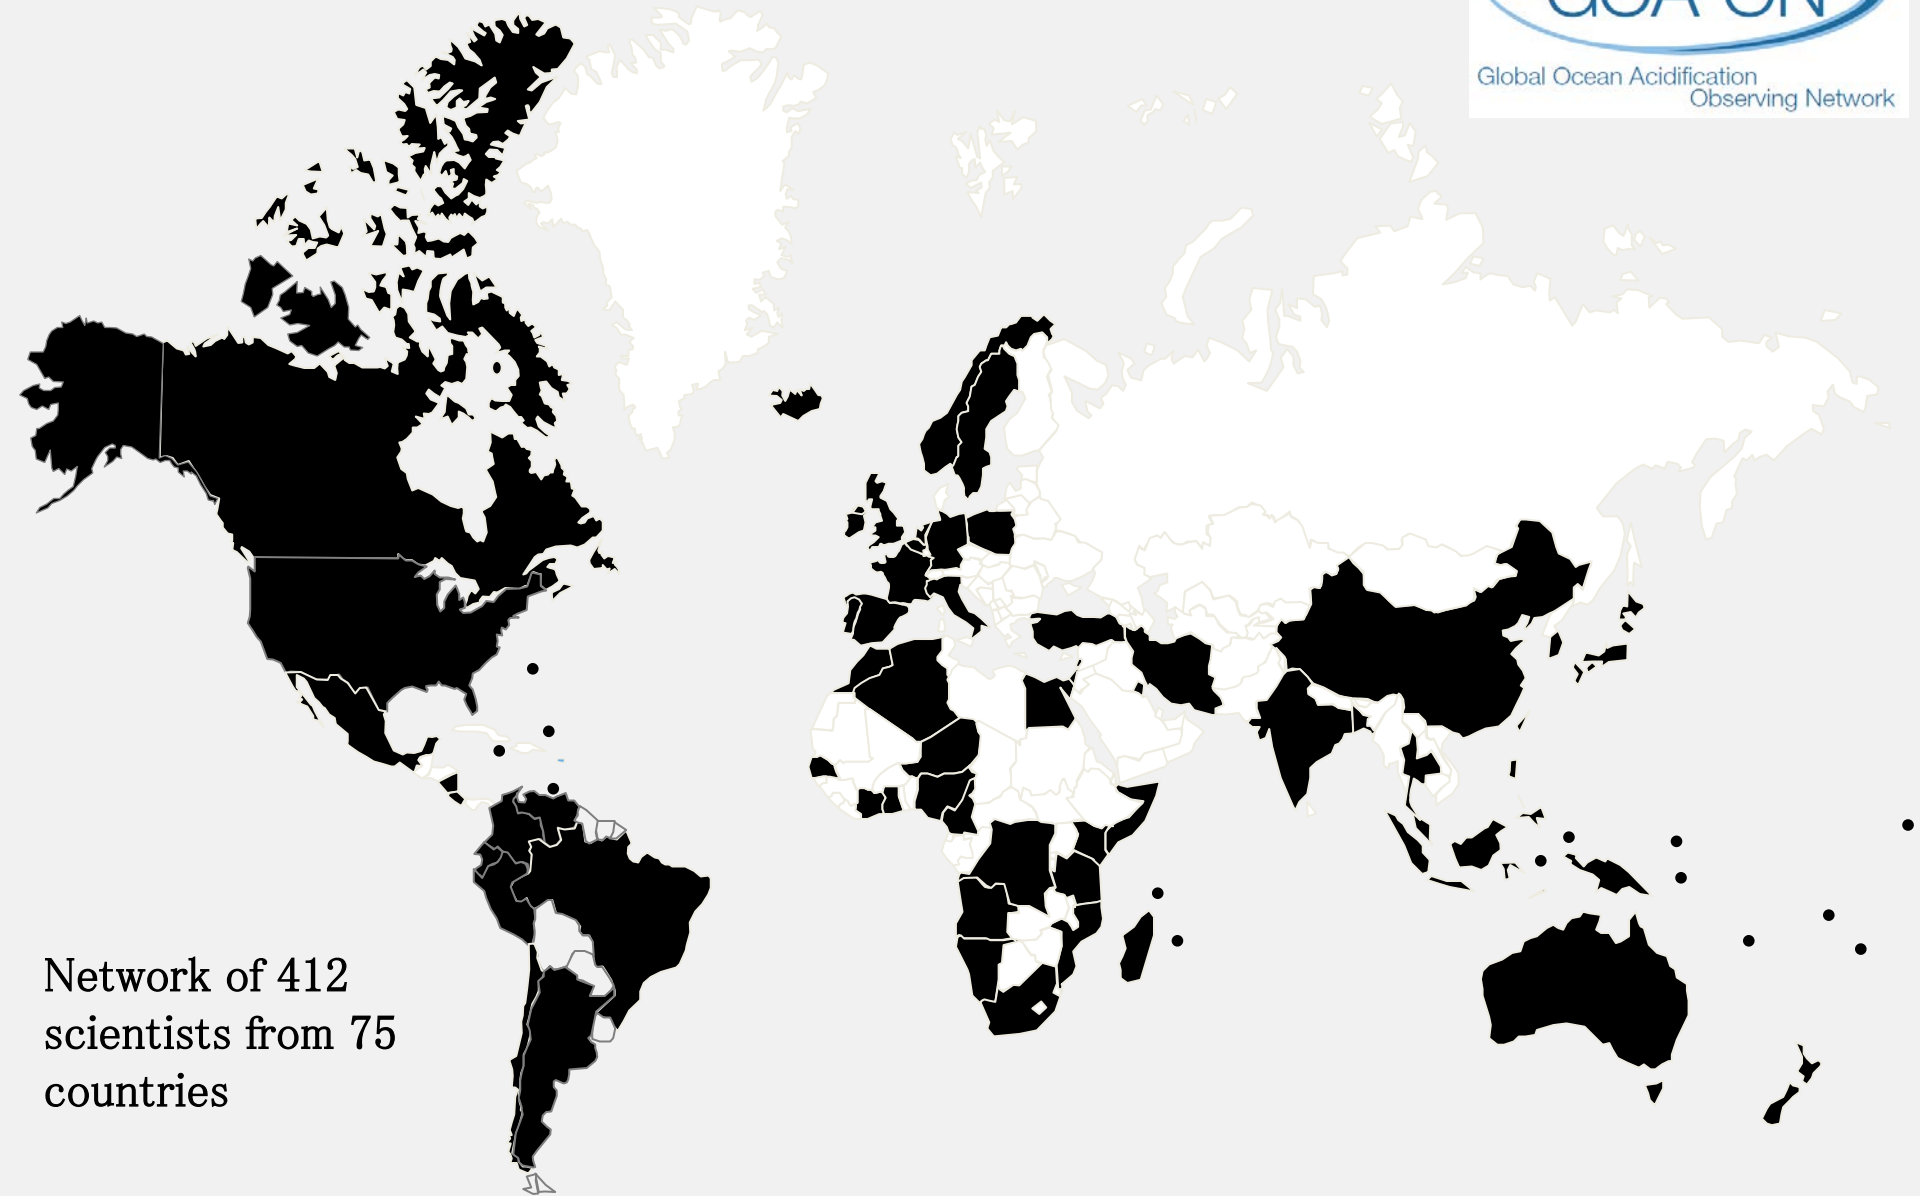 Global Ocean Acidification
Observing Network
Network of 412
scientists from 75
countries